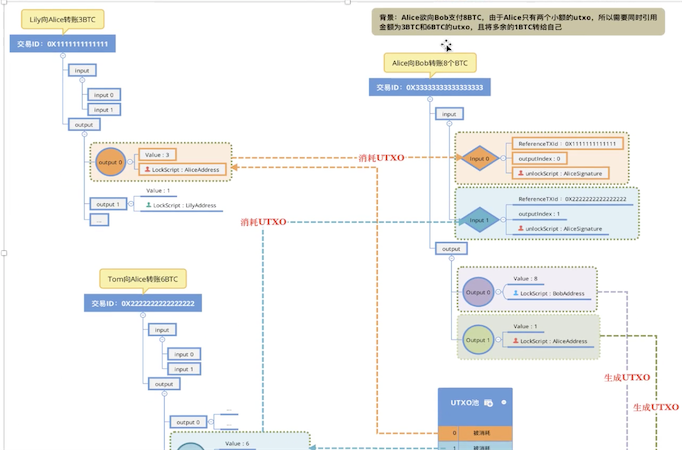 Lily向Alice转账3BTC
交易ID：0X1111111111111
input
input 0
input 1
output
output 0
Value : 3
LockScript : AliceAddress
output 1
Value : 1
LockScript : LilyAddress
...
背景：Alice欲向Bob支付8BTC，由于Alice只有两个小额的utxo，所以需要同时引用
金额为3BTC和6BTC的utxo，且将多余的1BTC转给自己
Alice向Bob转账8个BTC
交易ID：0X33333333333333333
input
Input 0
ReferenceTXId : 0X1111111111111
outputIndex : 0
unlockScript : AliceSignature
Input 1
ReferenceTXId : 0X2222222222222222
outputIndex : 1
unlockScript : AliceSignature
output
Output 0
Value : 8
LockScript : BobAddress
Output 1
Value : 1
LockScript : AliceAddress
消耗UTXO
消耗UTXO
生成UTXO
生成UTXO
Tom向Alice转账6BTC
交易ID：0X2222222222222222
input
input 0
input 1
output
output 0
...
...
Value : 6
UTXO池
0
被消耗
1
被消耗